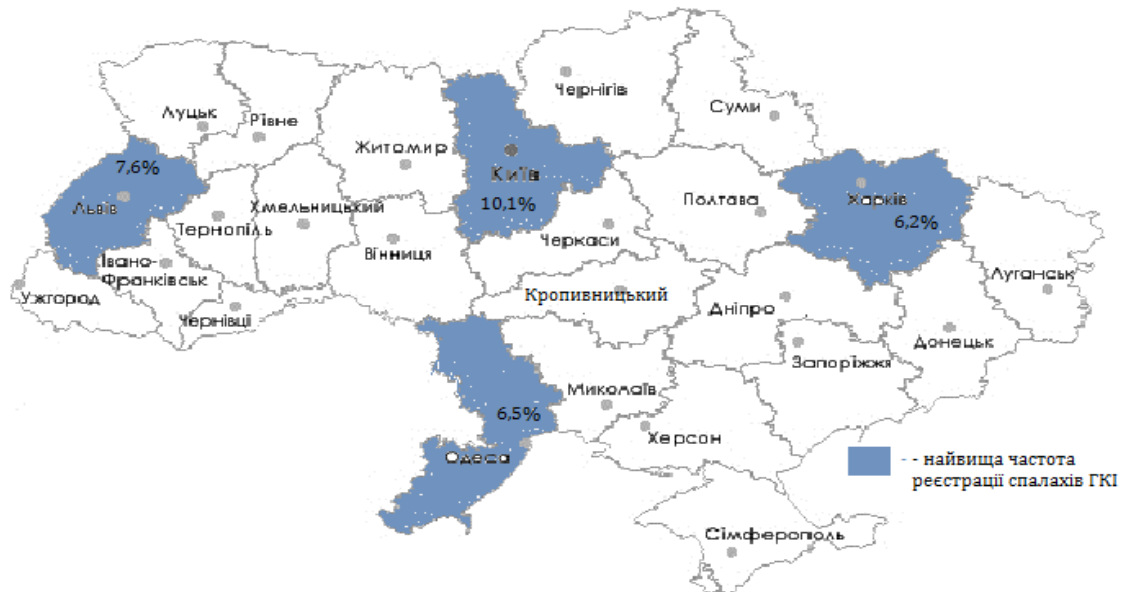 Чернігів
Суми
Луцьк
Рівне
Житомир
Київ
10,1%
7,6%
Львів
Тернопіль
Хмельницький
Вінниця
Черкаси
Полтава
Харків
6,2%
Івано-
Франківськ
Ужгород
Чернівці
Кропивницький
Дніпро
Луганськ
Донецьк
Запоріжжя
Миколаїв
6,5%
Одеса
Херсон
Сімферополь
- - найвища частота
реєстрації спалахів ГКІ